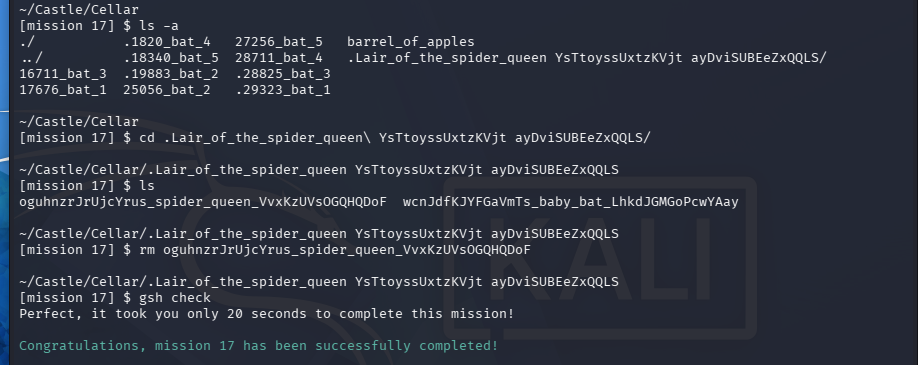 ~/Castle/Cellar
[mission 17] $ ls -a
./ .1820_bat_4 27256_bat_5 barrel_of_apples
../ .18340_bat_5 28711_bat_4 .Lair_of_the_spider_queen YsTtoyssUxtzKVjt ayDviSUBEeZxQQLS/
16711_bat_3 .19883_bat_2 .28825_bat_3
17676_bat_1 25056_bat_2 .29323_bat_1
~/Castle/Cellar
[mission 17] $ cd .Lair_of_the_spider_queen\ YsTtoyssUxtzKVjt ayDviSUBEeZxQQLS/
~/Castle/Cellar/.Lair_of_the_spider_queen YsTtoyssUxtzKVjt ayDviSUBEeZxQQLS
[mission 17] $ ls
oguhnzrJrUjcYrus_spider_queen_VvxKzUVsOGQHQDoF wcnJdfKJYFGaVmTs_baby_bat_LhkdJGMGoPcwYAay
~/Castle/Cellar/.Lair_of_the_spider_queen YsTtoyssUxtzKVjt ayDviSUBEeZxQQLS
[mission 17] $ rm oguhnzrJrUjcYrus_spider_queen_VvxKzUVsOGQHQDoF
~/Castle/Cellar/.Lair_of_the_spider_queen YsTtoyssUxtzKVjt ayDviSUBEeZxQQLS
[mission 17] $ gsh check
Perfect, it took you only 20 seconds to complete this mission!
Congratulations, mission 17 has been successfully completed!
KALI